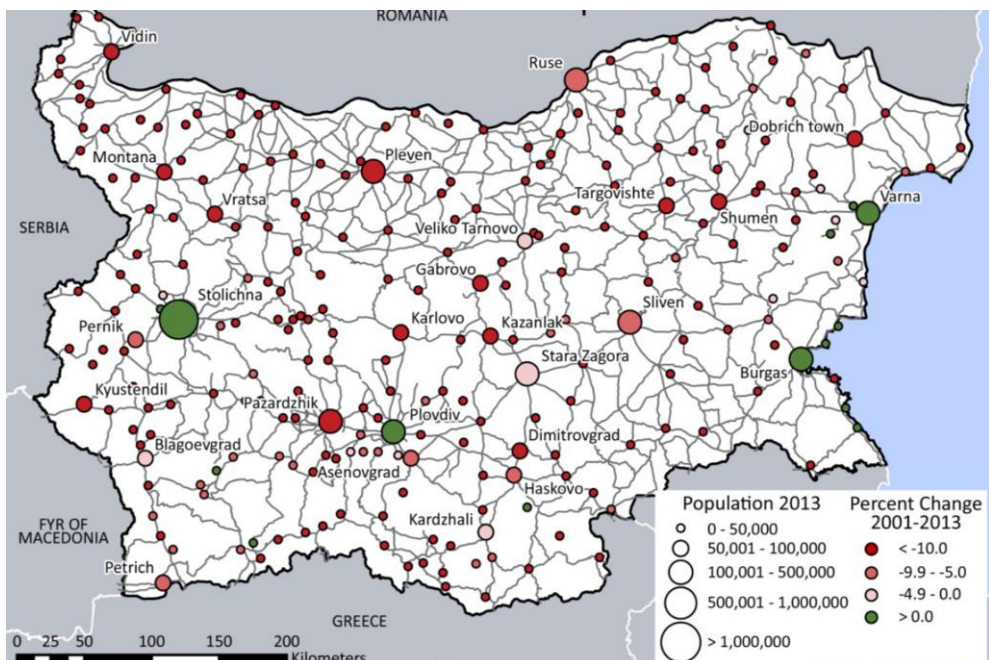 ROMANIA
Vidin
Ruse
Dobrich town
Montana
Pleven
Targovishte
Varna
Vratsa
Shumen
SERBIA
Veliko Tarnovo
Gabrovo
Stolichna
Sliven
Pernik
Karlovo
Kazanlak
Stara Zagora
Burgas
Kyustendil
Pazardzhik
Plovdiv
Blagoevgrad
Dimitrovgrad
Asenovgrad
Haskovo
FYR OF
MACEDONIA
Kardzhali
Petrich
GREECE
0 25 50 100 150 200
Kilometers
Population 2013
0 - 50,000
50,001 - 100,000
100,001 - 500,000
500,001 - 1,000,000
> 1,000,000
Percent Change
2001-2013
< -10.0
-9.9 - -5.0
-4.9 - 0.0
> 0.0